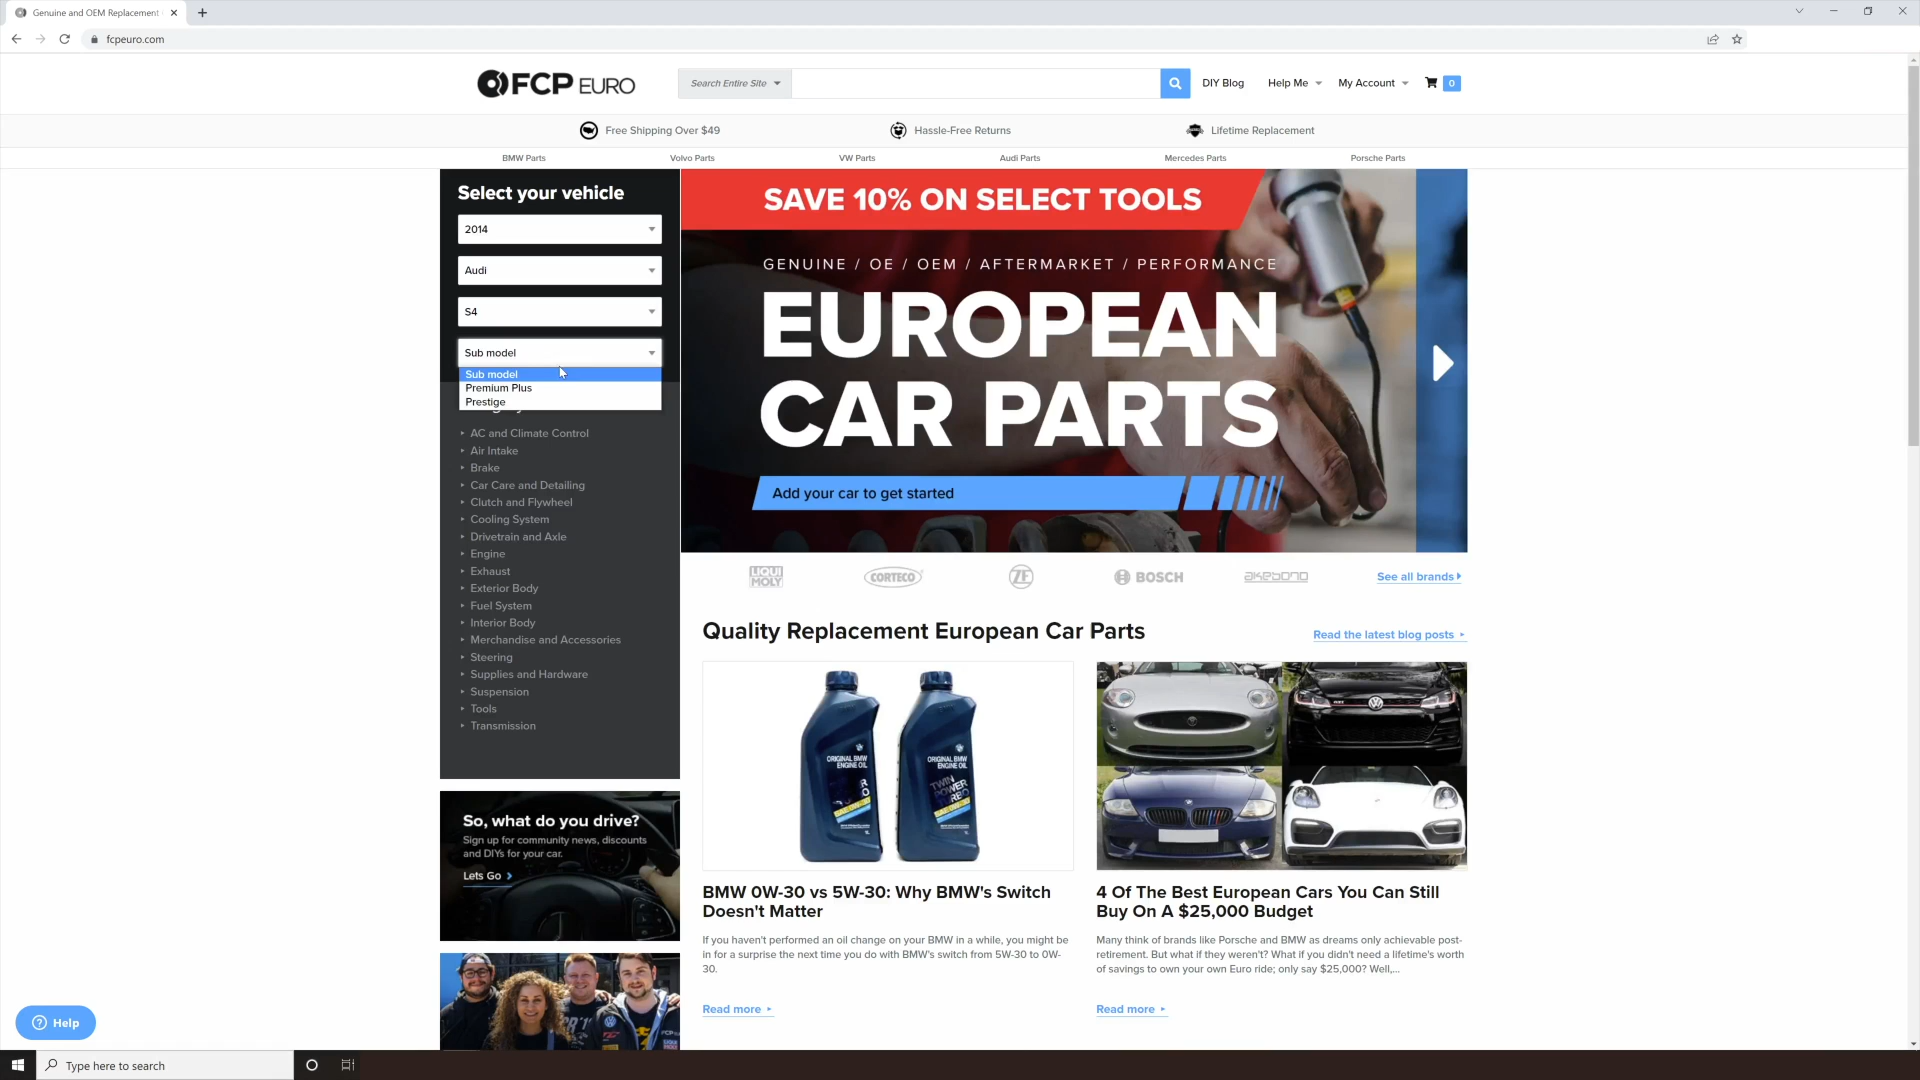 Genuine and OEM Replacement
fcpeuro.com
FCP EURO
Search Entire Site
DIY Blog
Help Me
My Account
0
Free Shipping Over $49
Hassle-Free Returns
Lifetime Replacement
BMW Parts
Volvo Parts
VW Parts
Audi Parts
Mercedes Parts
Porsche Parts
Select your vehicle
2014
Audi
S4
Sub model
Sub model
Premium Plus
Prestige
AC and Climate Control
Air Intake
Brake
Car Care and Detailing
Clutch and Flywheel
Cooling System
Drivetrain and Axle
Engine
Exhaust
Exterior Body
Fuel System
Interior Body
Merchandise and Accessories
Steering
Supplies and Hardware
Suspension
Tools
Transmission
SAVE 10% ON SELECT TOOLS
GENUINE / OE / OEM / AFTERMARKET / PERFORMANCE
EUROPEAN
CAR PARTS
Add your car to get started
LIQUI
MOLY
CORTECO
ZF
BOSCH
akebono
See all brands
Quality Replacement European Car Parts
Read the latest blog posts
ORIGINAL BMW
ENGINE OIL
ORIGINAL BMW
ENGINE OIL
TWIN
POWER
TURBO
BMW 0W-30 vs 5W-30: Why BMW's Switch
Doesn't Matter
If you haven't performed an oil change on your BMW in a while, you might be
in for a surprise the next time you do with BMW's switch from 5W-30 to 0W-
30.
Read more
4 Of The Best European Cars You Can Still
Buy On A $25,000 Budget
Many think of brands like Porsche and BMW as dreams only achievable post-
retirement. But what if they weren't? What if you didn't need a lifetime's worth
of savings to own your own Euro ride; only say $25,000? Well,...
Read more
So, what do you drive?
Sign up for community news, discounts
and DIYs for your car.
Lets Go
Help
Type here to search